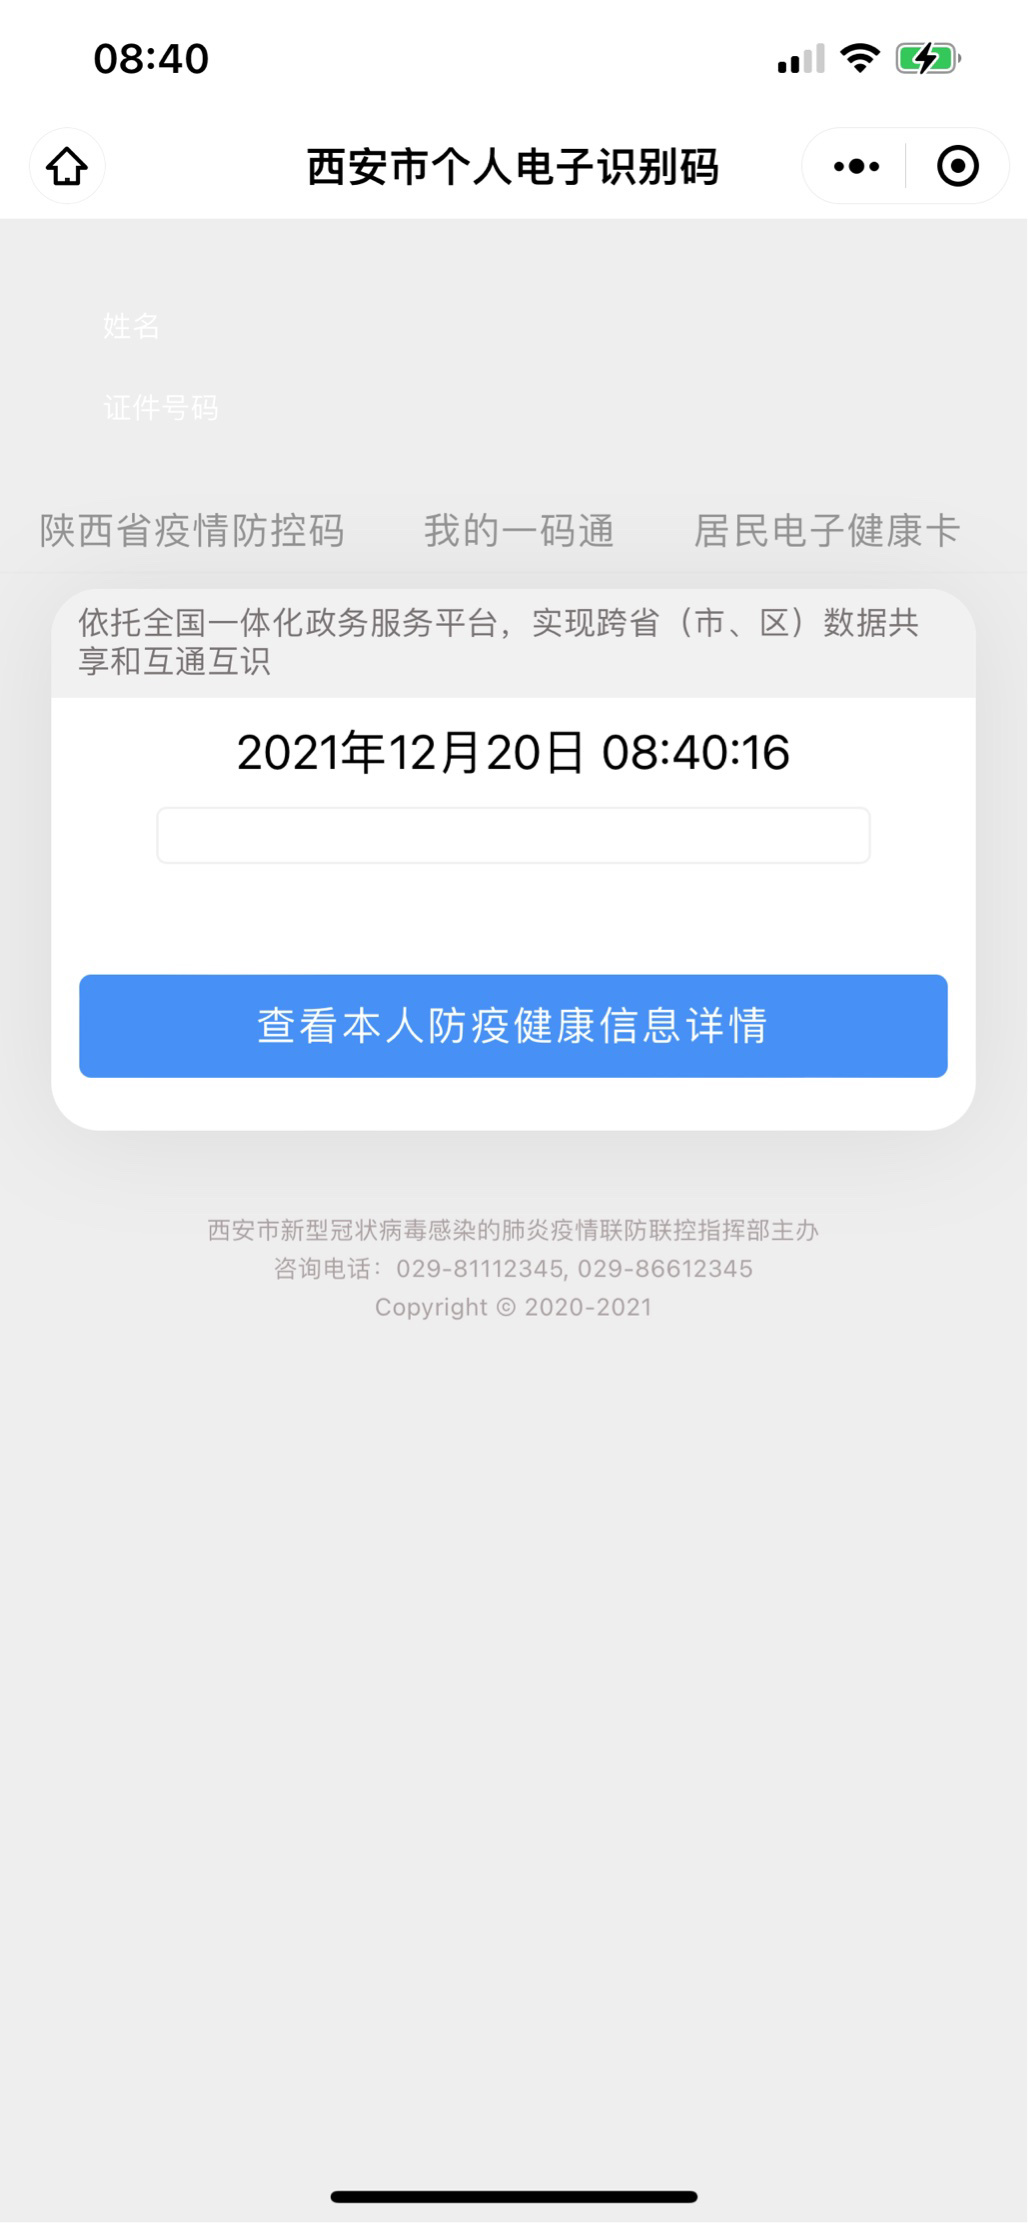 08:40
西安市个人电子识别码
姓名
证件号码
陕西省疫情防控码 我的一码通 居民电子健康卡
依托全国一体化政务服务平台，实现跨省（市、区）数据共
享和互通互识
2021年12月20日 08:40:16
查看本人防疫健康信息详情
西安市新型冠状病毒感染的肺炎疫情联防联控指挥部主办
咨询电话：029-81112345, 029-86612345
Copyright © 2020-2021